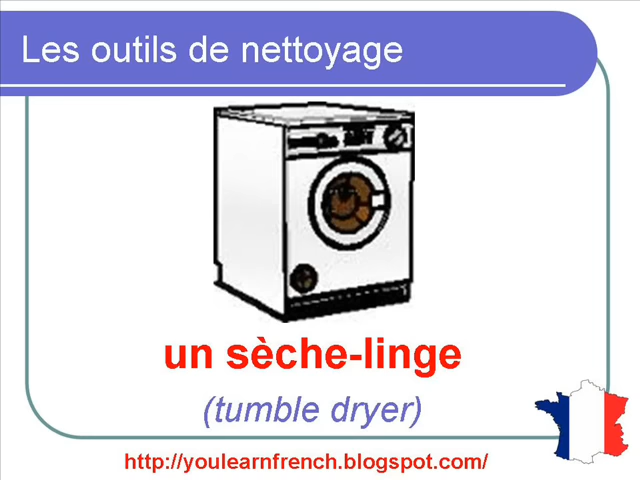 Les outils de nettoyage
un sèche-linge
(tumble dryer)
http://youlearnfrench.blogspot.com/